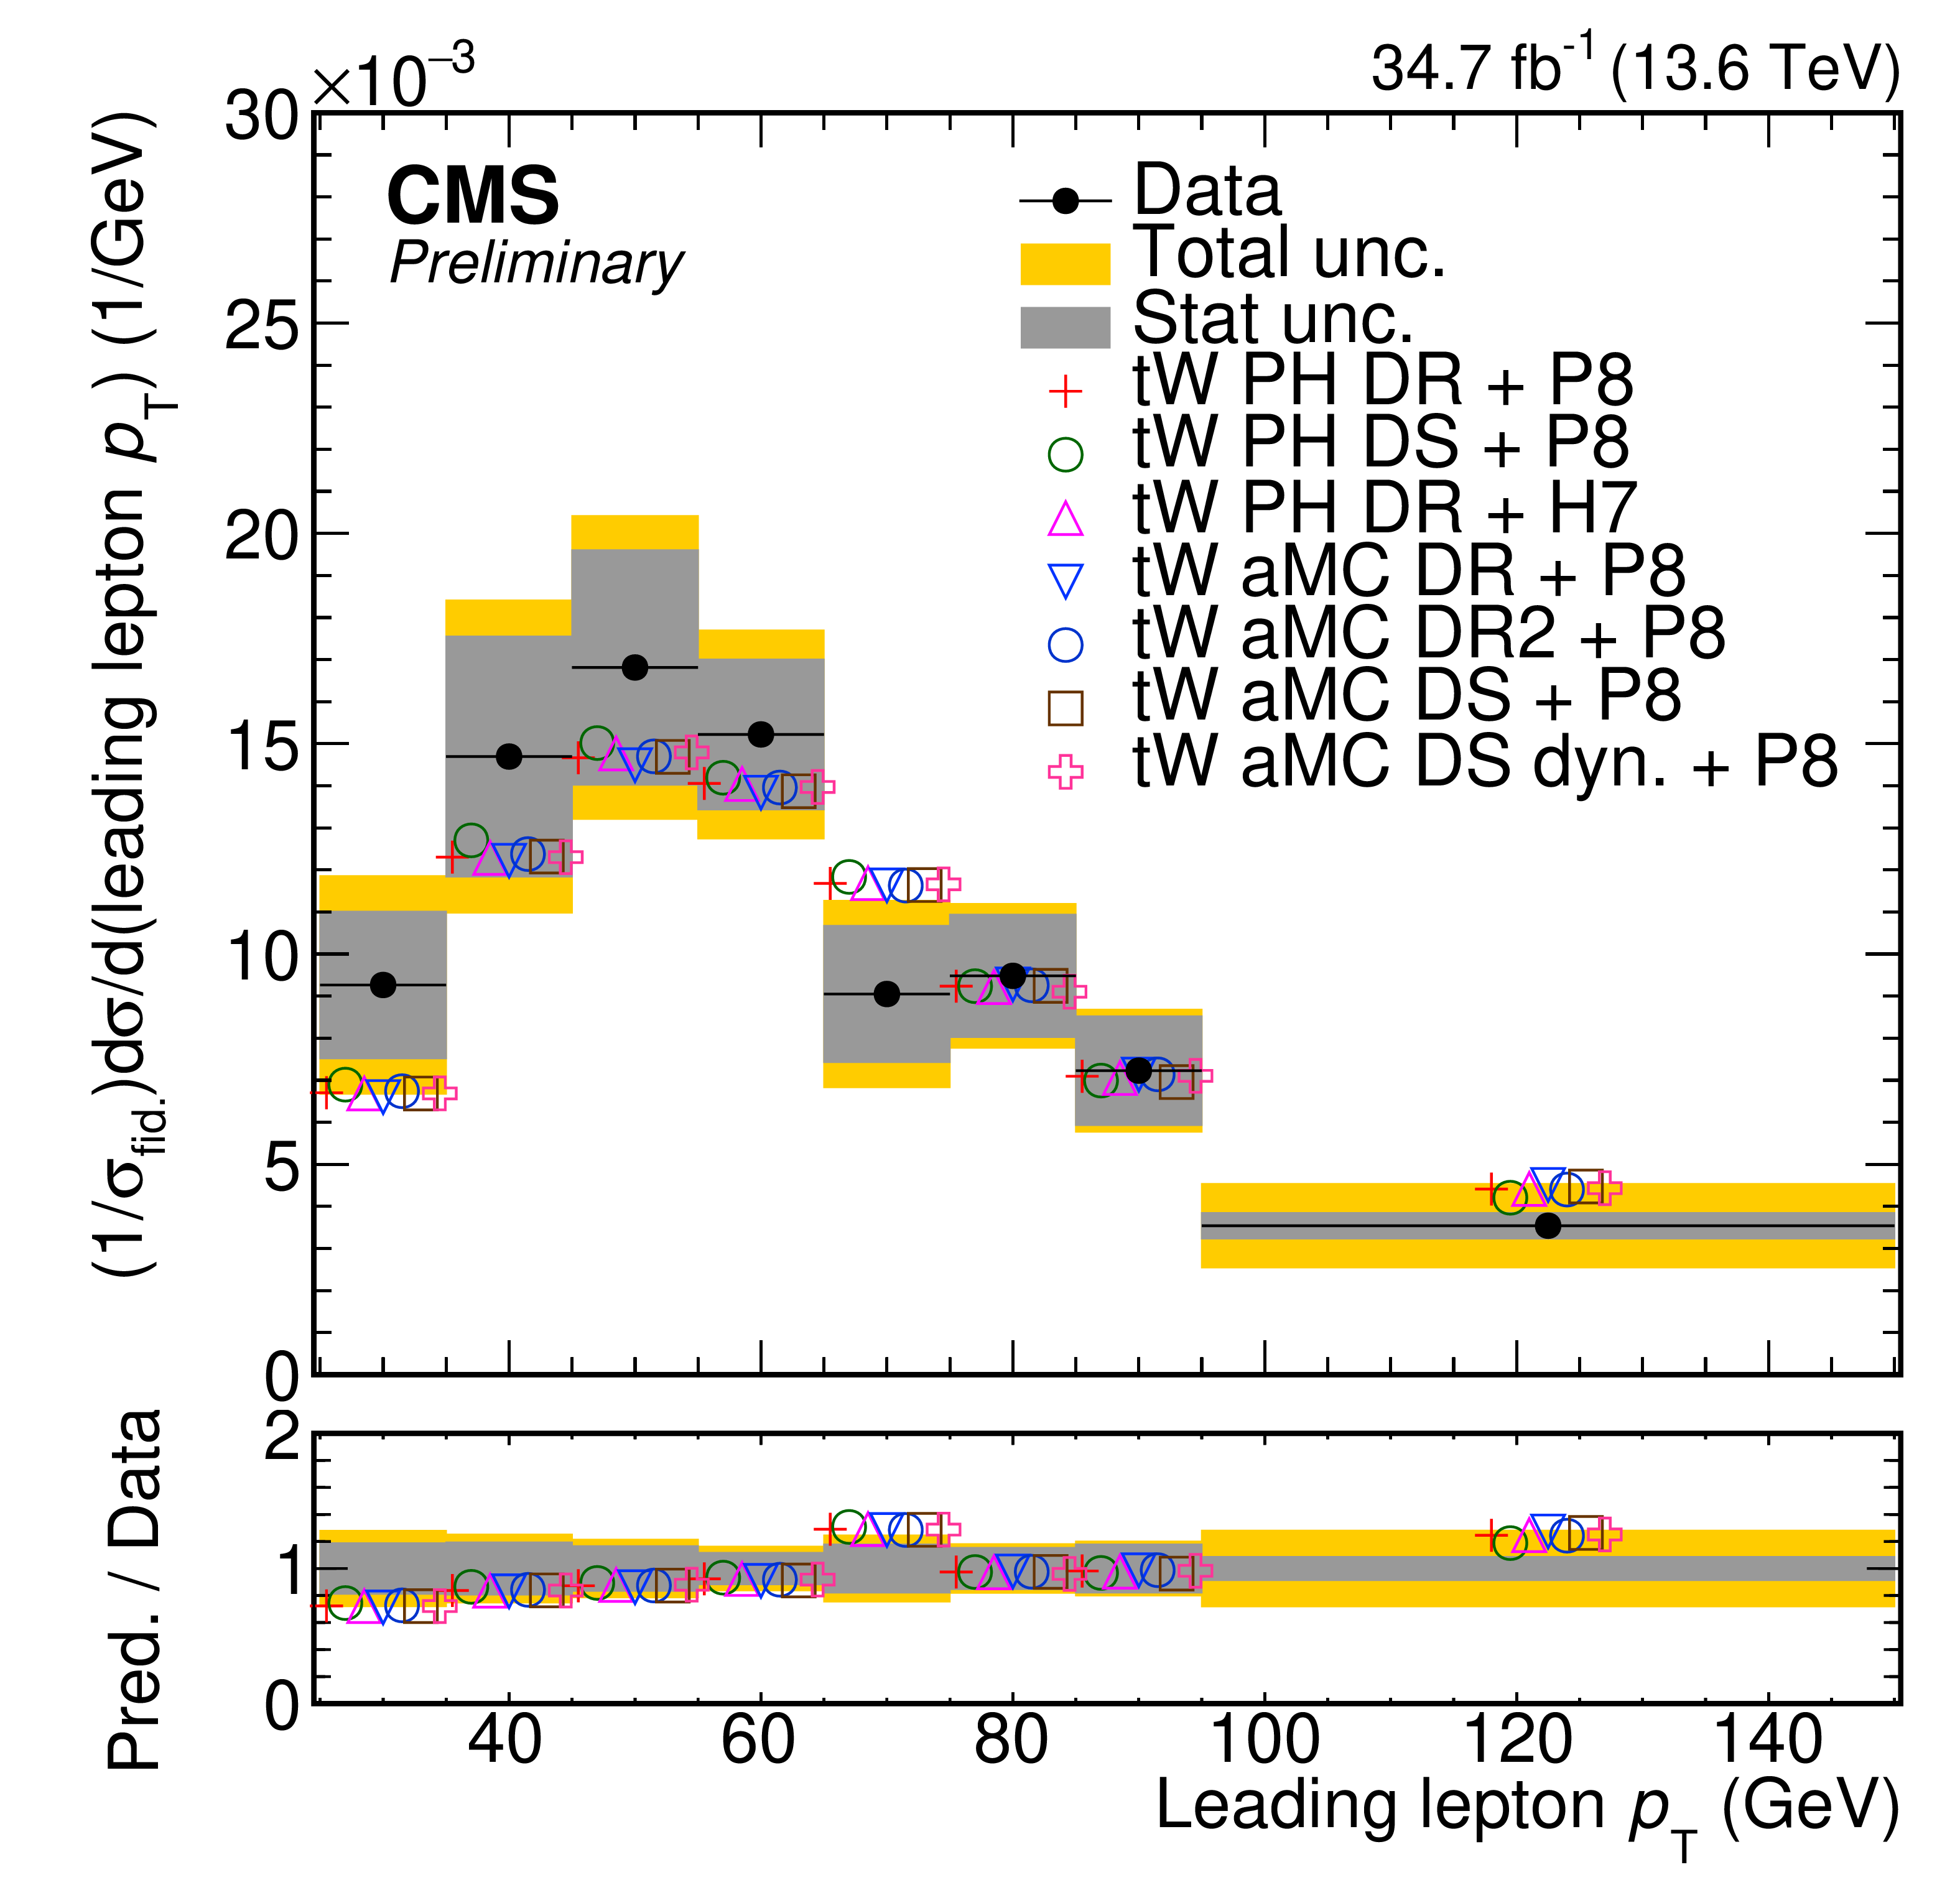 ×10⁻³
34.7 fb⁻¹ (13.6 TeV)
CMS
Preliminary
Data
Total unc.
Stat unc.
tW PH DR + P8
tW PH DS + P8
tW PH DR + H7
tW aMC DR + P8
tW aMC DR2 + P8
tW aMC DS + P8
tW aMC DS dyn. + P8
(1/σ_fid.)dσ/d(leading lepton p_T) (1/GeV)
30
25
20
15
10
5
0
Pred. / Data
2
1
0
40 60 80 100 120 140
Leading lepton p_T (GeV)